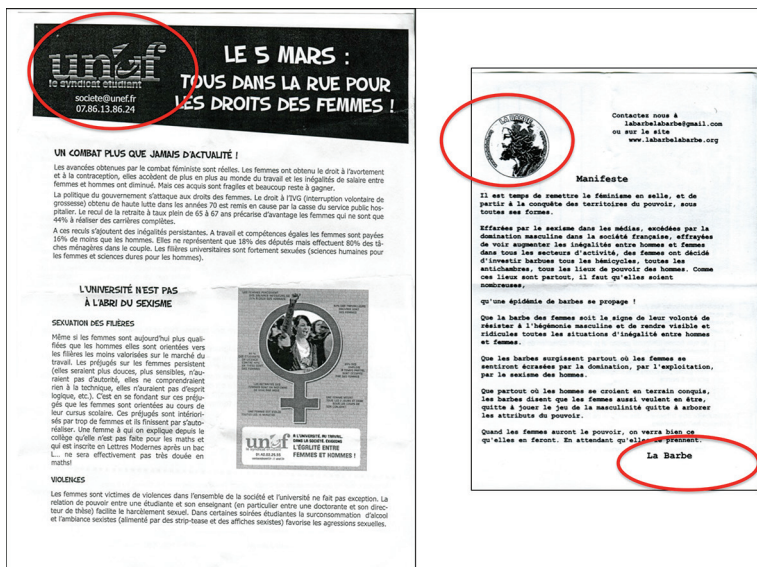 unef
le syndicat étudiant
societe@unef.fr
07.86.13.86.24
LE 5 MARS :
TOUS DANS LA RUE POUR
LES DROITS DES FEMMES !
UN COMBAT PLUS QUE JAMAIS D'ACTUALITÉ !
Les avancées obtenues par le combat féministe sont réelles. Les femmes ont obtenu le droit à l'avortement
et à la contraception, elles accèdent de plus en plus au monde du travail et les inégalités de salaire entre
femmes et hommes ont diminué. Mais ces acquis sont fragiles et beaucoup reste à gagner.
La politique du gouvernement s'attaque aux droits des femmes. Le droit à l'IVG (interruption volontaire de
grossesse) obtenu de haute lutte dans les années 70 est remis en cause par la casse du service public hos-
pitalier. Le recul de la retraite à taux plein de 65 à 67 ans précarise d'avantage les femmes qui ne sont que
44% à réaliser des carrières complètes.
A ces reculs s'ajoutent des inégalités persistantes. A travail et compétences égales les femmes sont payées
16% de moins que les hommes. Elles ne représentent que 18% des députés mais effectuent 80% des tâ-
ches ménagères dans le couple. Les filières universitaires sont fortement sexuées (sciences humaines pour
les femmes et sciences dures pour les hommes).
L'UNIVERSITÉ N'EST PAS
À L'ABRI DU SEXISME
SEXUATION DES FILIÈRES
Même si les femmes sont aujourd'hui plus quali-
fiées que les hommes elles sont orientées vers
les filières les moins valorisées sur le marché du
travail. Les préjugés sur les femmes persistent
(elles seraient plus douces, plus sensibles, n'au-
raient pas d'autorité, elles ne comprendraient
rien à la technique, elles n'auraient pas d'esprit
logique, etc.). C'est en se fondant sur ces préju-
gés que les femmes sont orientées au cours de
leur cursus scolaire. Ces préjugés sont intériori-
sés par trop de femmes et ils finissent par s'auto-
réaliser. Une femme à qui on explique depuis le
collège qu'elle n'est pas faite pour les maths et
qui est inscrite en Lettres Modernes après un bac
L... ne sera effectivement pas très douée en
maths!
unef
À L'UNIVERSITÉ, AU TRAVAIL,
DANS LA SOCIÉTÉ, EXIGEONS
L'ÉGALITÉ ENTRE
FEMMES ET HOMMES !
VIOLENCES
Les femmes sont victimes de violences dans l'ensemble de la société et l'université ne fait pas exception. La
relation de pouvoir entre une étudiante et son enseignant (en particulier entre une doctorante et son direc-
teur de thèse) facilite le harcèlement sexuel. Dans certaines soirées étudiantes la surconsommation d'alcool
et l'ambiance sexistes (alimenté par des strip-tease et des affiches sexistes) favorise les agressions sexuelles.
LA BARBE
Contactez nous à
labarbelabarbe@gmail.com
ou sur le site
www.labarbelabarbe.org
Manifeste
Il est temps de remettre le féminisme en selle, et de
partir à la conquête des territoires du pouvoir, sous
toutes ses formes.
Effarées par le sexisme dans les médias, excédées par la
domination masculine dans la société française, effrayées
de voir augmenter les inégalités entre hommes et femmes
dans tous les secteurs d'activité, des femmes ont décidé
d'investir barbues tous les hémicycles, toutes les
antichambres, tous les lieux de pouvoir des hommes. Comme
ces lieux sont partout, il faut qu'elles soient
nombreuses,
qu'une épidémie de barbes se propage !
Que la barbe des femmes soit le signe de leur volonté de
résister à l'hégémonie masculine et de rendre visible et
ridicules toutes les situations d'inégalité entre hommes
et femmes.
Que les barbes surgissent partout où les femmes se
sentiront écrasées par la domination, par l'exploitation,
par le sexisme des hommes.
Que partout où les hommes se croient en terrain conquis,
les barbes disent que les femmes aussi veulent en être,
quitte à jouer le jeu de la masculinité quitte à arborer
les attributs du pouvoir.
Quand les femmes auront le pouvoir, on verra bien ce
qu'elles en feront. En attendant qu'elles le prennent.
La Barbe